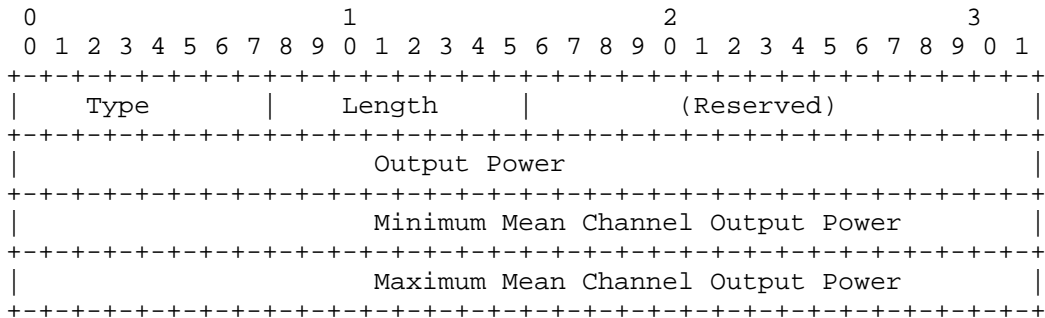 0                   1                   2                   3
 0 1 2 3 4 5 6 7 8 9 0 1 2 3 4 5 6 7 8 9 0 1 2 3 4 5 6 7 8 9 0 1
+-+-+-+-+-+-+-+-+-+-+-+-+-+-+-+-+-+-+-+-+-+-+-+-+-+-+-+-+-+-+-+-+
|    Type       |    Length     |         (Reserved)            |
+-+-+-+-+-+-+-+-+-+-+-+-+-+-+-+-+-+-+-+-+-+-+-+-+-+-+-+-+-+-+-+-+
|                      Output Power                             |
+-+-+-+-+-+-+-+-+-+-+-+-+-+-+-+-+-+-+-+-+-+-+-+-+-+-+-+-+-+-+-+-+
|                      Minimum Mean Channel Output Power        |
+-+-+-+-+-+-+-+-+-+-+-+-+-+-+-+-+-+-+-+-+-+-+-+-+-+-+-+-+-+-+-+-+
|                      Maximum Mean Channel Output Power        |
+-+-+-+-+-+-+-+-+-+-+-+-+-+-+-+-+-+-+-+-+-+-+-+-+-+-+-+-+-+-+-+-+